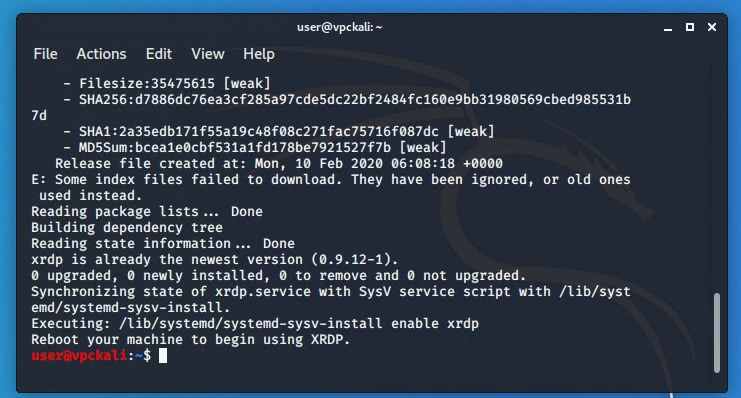 user@vpckali: ~
File Actions Edit View Help
- Filesize:35475615 [weak]
- SHA256:d7886dc76ea3cf285a97cde5dc22bf2484fc160e9bb31980569cbed985531b
7d
- SHA1:2a35edb171f55a19c48f08c271fac75716f087dc [weak]
- MD5Sum:bcea1e0cbf531a1fd178be7921527f7b [weak]
Release file created at: Mon, 10 Feb 2020 06:08:18 +0000
E: Some index files failed to download. They have been ignored, or old ones
used instead.
Reading package lists... Done
Building dependency tree
Reading state information... Done
xrdp is already the newest version (0.9.12-1).
0 upgraded, 0 newly installed, 0 to remove and 0 not upgraded.
Synchronizing state of xrdp.service with SysV service script with /lib/syst
emd/systemd-sysv-install.
Executing: /lib/systemd/systemd-sysv-install enable xrdp
Reboot your machine to begin using XRDP.
user@vpckali:~$